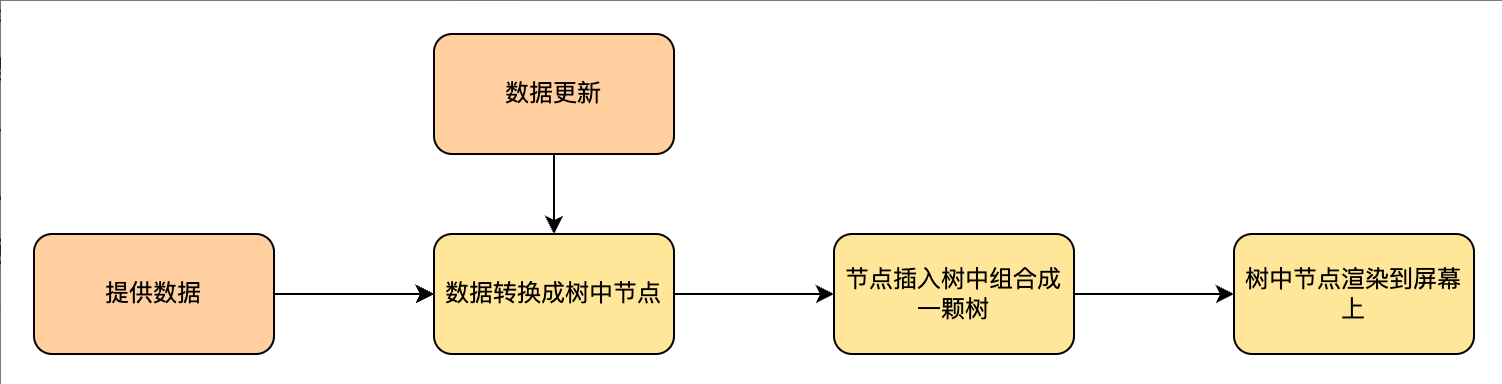 数据更新
提供数据
数据转换成树中节点
节点插入树中组合成
一颗树
树中节点渲染到屏幕
上